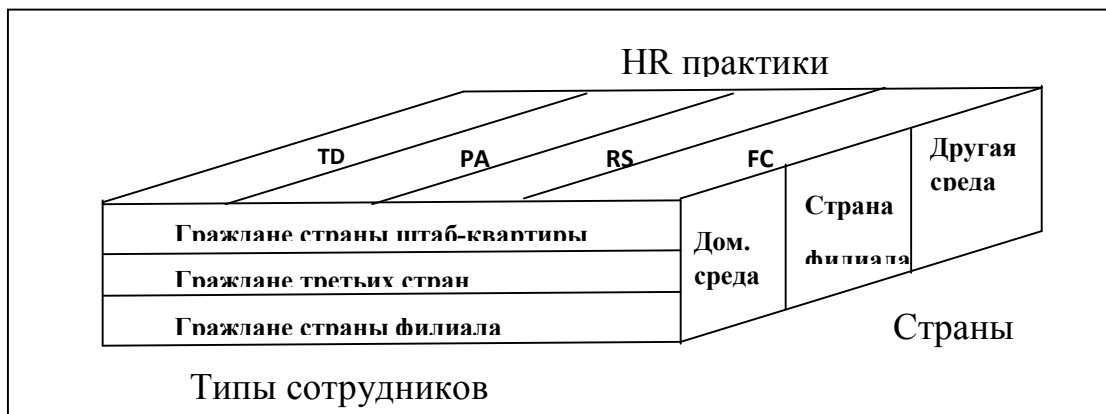 HR практики
TD PA RS FC
Граждане страны штаб-квартиры
Граждане третьих стран
Граждане страны филиала
Дом.
среда
Страна
филиала
Другая
среда
Страны
Типы сотрудников